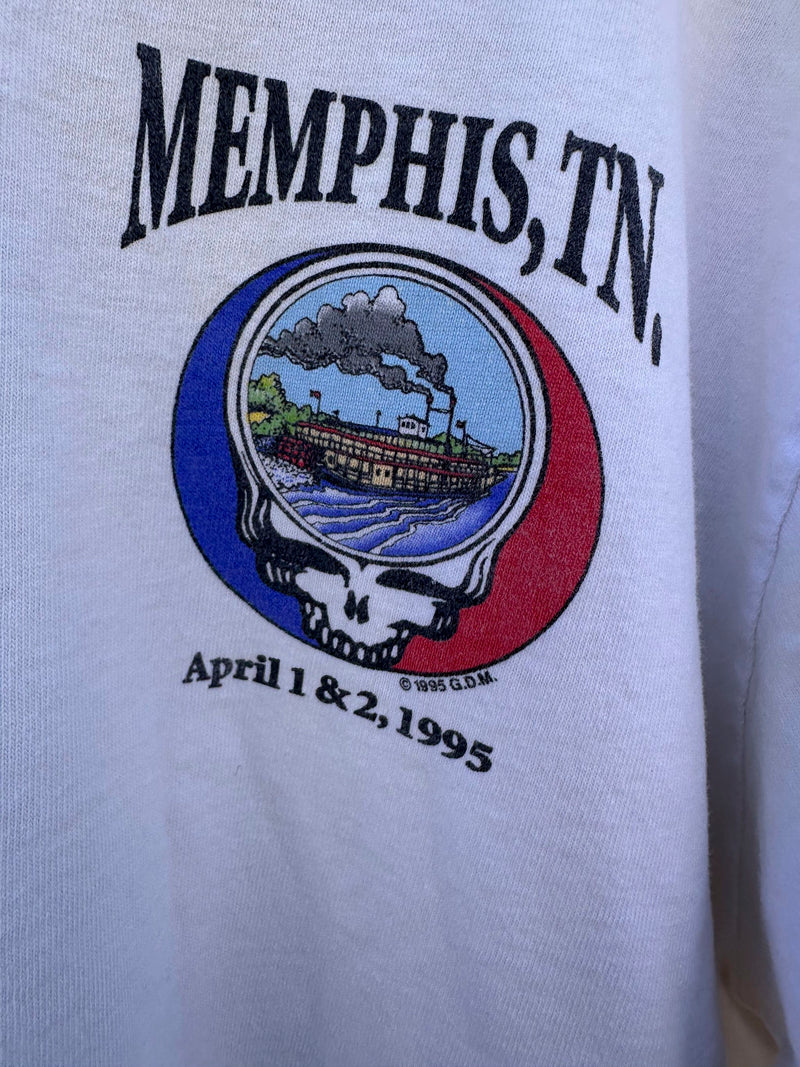 MEMPHIS, TN.
© 1995 G.D.M.
April 1 & 2, 1995